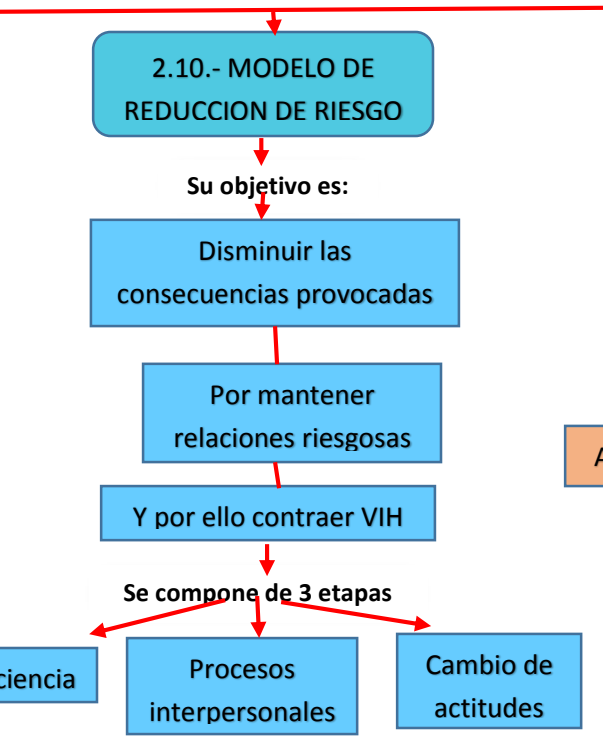 2.10.- MODELO DE
REDUCCION DE RIESGO
Su objetivo es:
Disminuir las
consecuencias provocadas
Por mantener
relaciones riesgosas
A
Y por ello contraer VIH
Se compone de 3 etapas
ciencia
Procesos
interpersonales
Cambio de
actitudes